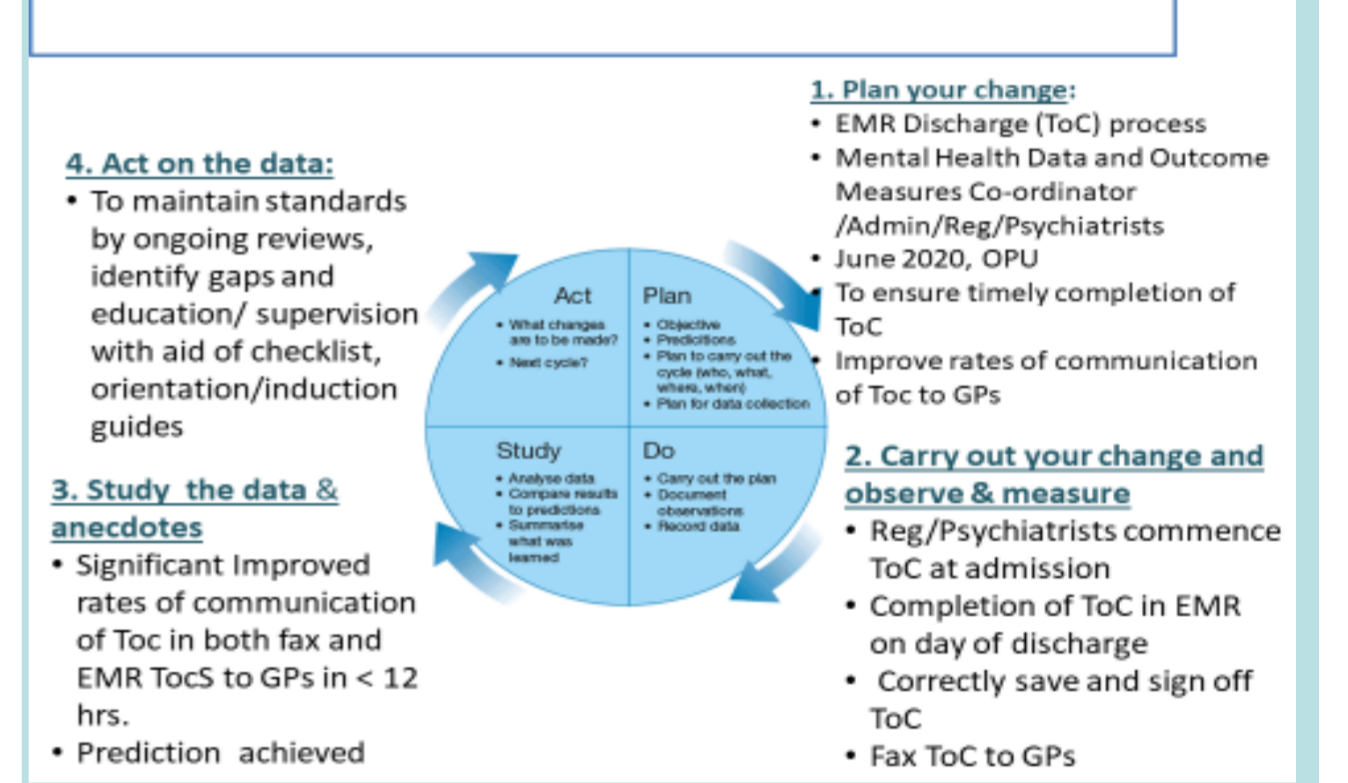 1. Plan your change:
• EMR Discharge (ToC) process
• Mental Health Data and Outcome
Measures Co-ordinator
/Admin/Reg/Psychiatrists
• June 2020, OPU
• To ensure timely completion of
ToC
• Improve rates of communication
of Toc to GPs
2. Carry out your change and
observe & measure
• Reg/Psychiatrists commence
ToC at admission
• Completion of ToC in EMR
on day of discharge
• Correctly save and sign off
ToC
• Fax ToC to GPs
3. Study the data &
anecdotes
• Significant Improved
rates of communication
of Toc in both fax and
EMR TocS to GPs in < 12
hrs.
• Prediction achieved
4. Act on the data:
• To maintain standards
by ongoing reviews,
identify gaps and
education/ supervision
with aid of checklist,
orientation/induction
guides
Act
• What changes
are to be made?
• Next cycle?
Plan
• Objective
• Predicitions
• Plan to carry out the
cycle (who, what,
where, when)
• Plan for data collection
Study
• Analyse data
• Compare results
to predictions
• Summarise
what was
learned
Do
• Carry out the plan
• Document
observations
• Record data